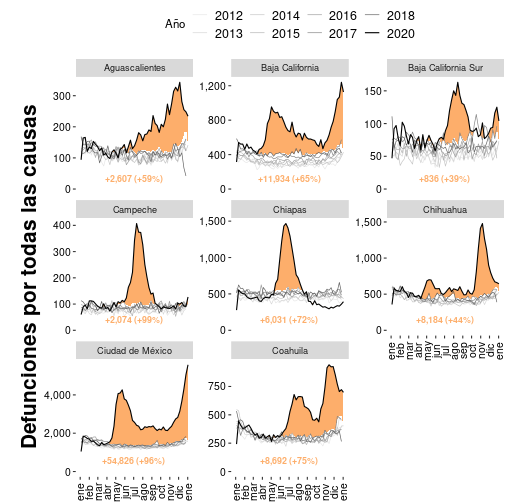 Año
2012 2014 2016 2018
2013 2015 2017 2020
Defunciones por todas las causas
Aguascalientes
300
200
100
0
+2,607 (+59%)
Baja California
1,200
800
400
0
+11,934 (+65%)
Baja California Sur
150
100
50
0
+836 (+39%)
Campeche
400
300
200
100
0
+2,074 (+99%)
Chiapas
1,500
1,000
500
0
+6,031 (+72%)
Chihuahua
1,500
1,000
500
0
+8,184 (+44%)
ene feb mar abr may jun jul ago sep oct nov dic ene
Ciudad de México
4,000
2,000
0
+54,826 (+96%)
ene feb mar abr may jun jul ago sep oct nov dic ene
Coahuila
750
500
250
0
+8,692 (+75%)
ene feb mar abr may jun jul ago sep oct nov dic ene